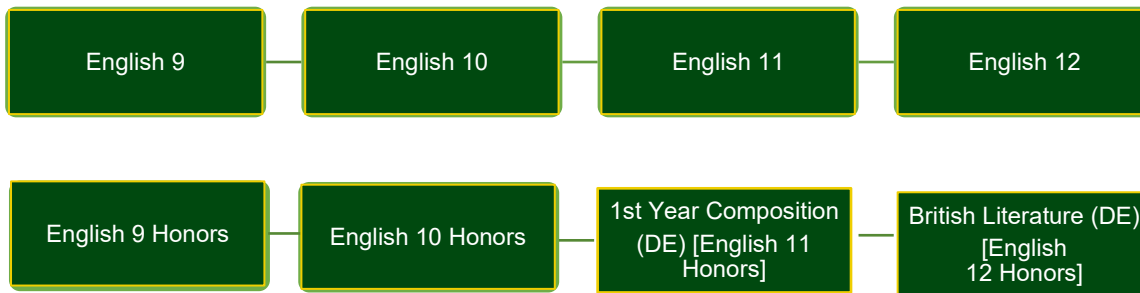 English 9
English 10
English 11
English 12
English 9 Honors
English 10 Honors
1st Year Composition
(DE) [English 11
Honors]
British Literature (DE)
[English
12 Honors]